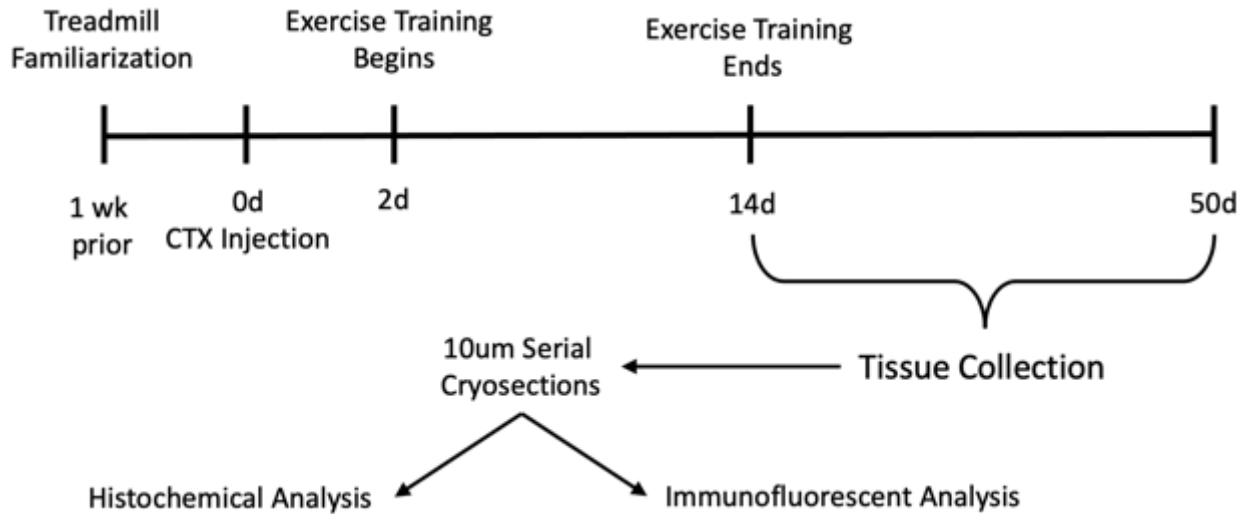 Treadmill
Familiarization
Exercise Training
Begins
Exercise Training
Ends
1 wk
prior
0d
CTX Injection
2d
14d
50d
10um Serial
Cryosections
Tissue Collection
Histochemical Analysis
Immunofluorescent Analysis